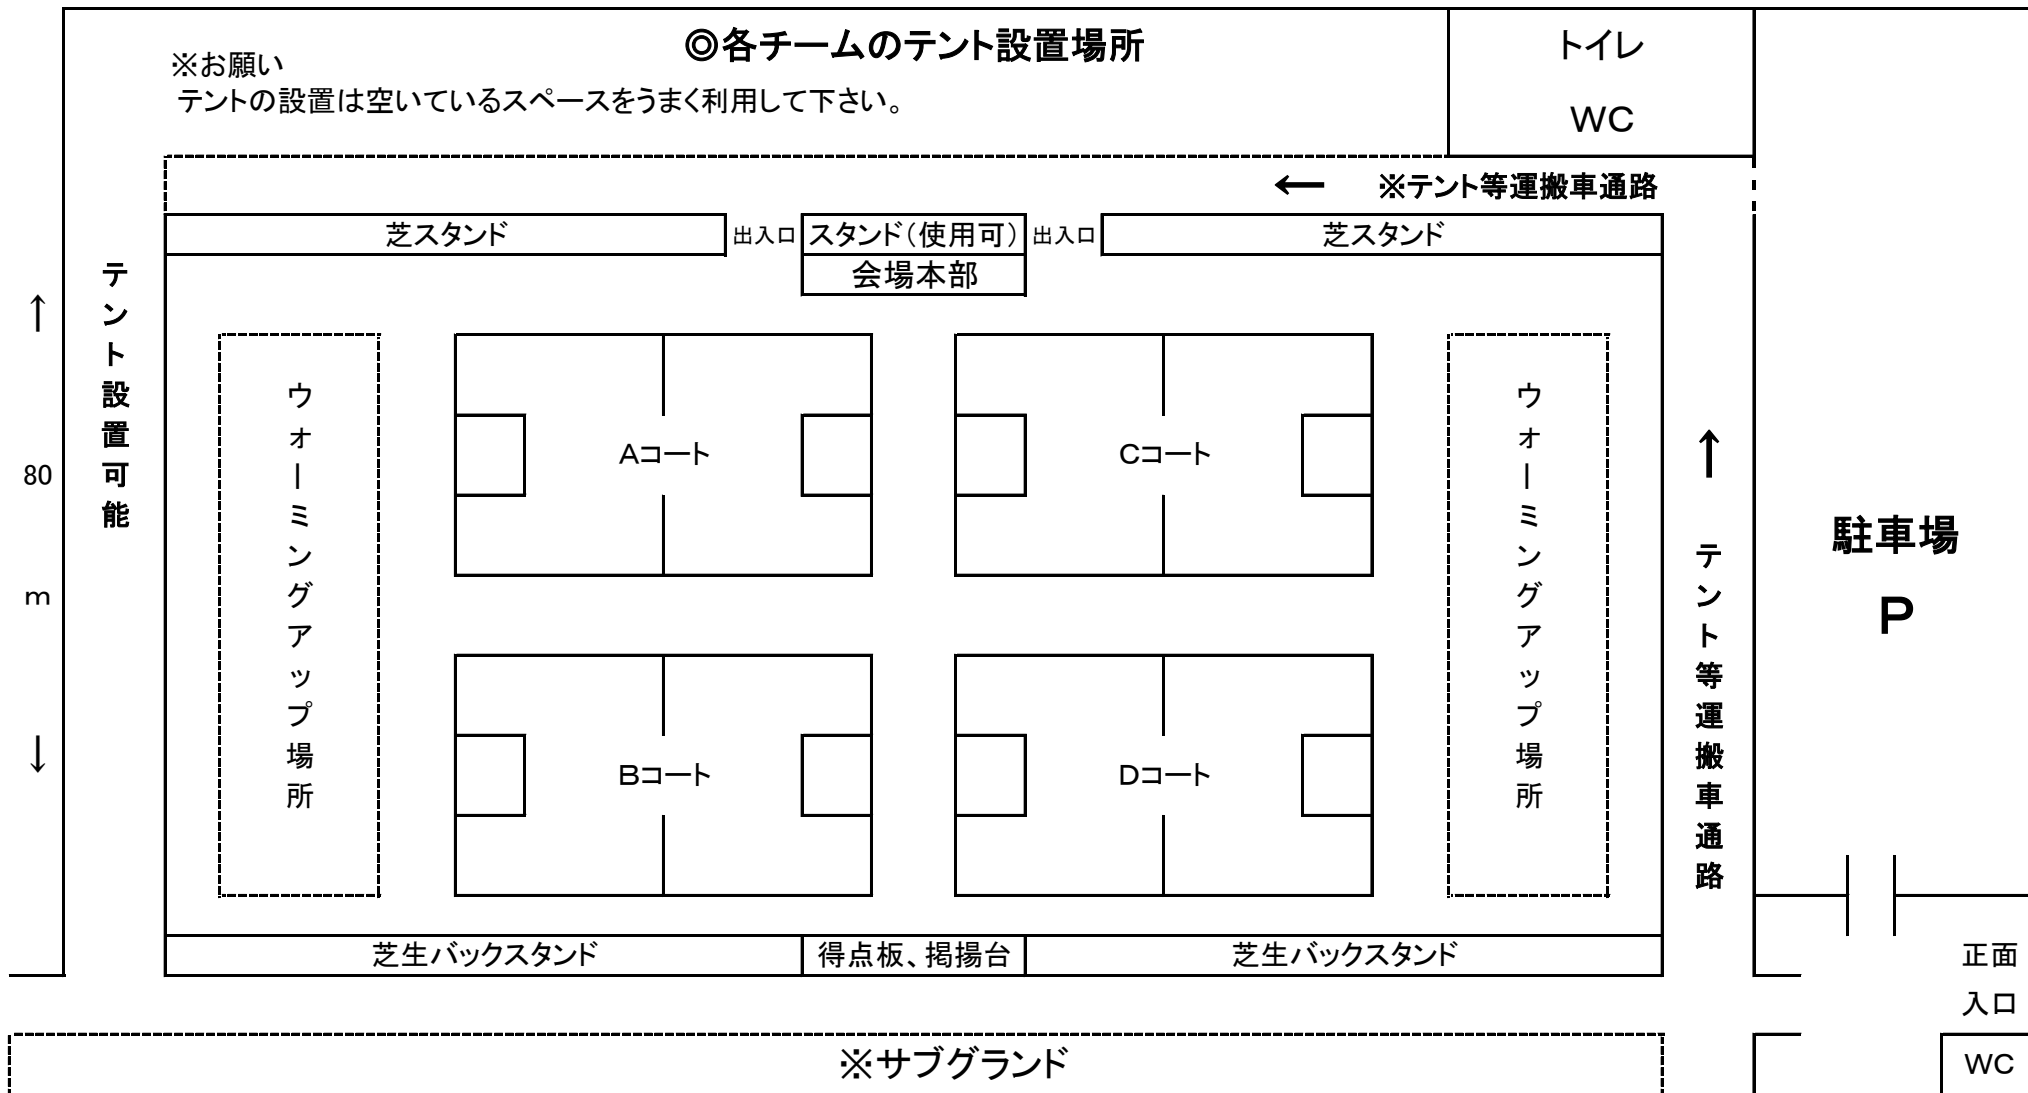 ◎各チームのテント設置場所
※お願い
テントの設置は空いているスペースをうまく利用して下さい。
トイレ
WC
← ※テント等運搬車通路
芝スタンド
出入口
スタンド(使用可)
出入口
芝スタンド
会場本部
テント設置可能
↑
80
m
↓
ウォーミングアップ場所
Aコート
Cコート
ウォーミングアップ場所
↑
テント等運搬車通路
駐車場
P
Bコート
Dコート
芝生バックスタンド
得点板、掲揚台
芝生バックスタンド
正面
入口
※サブグランド
WC